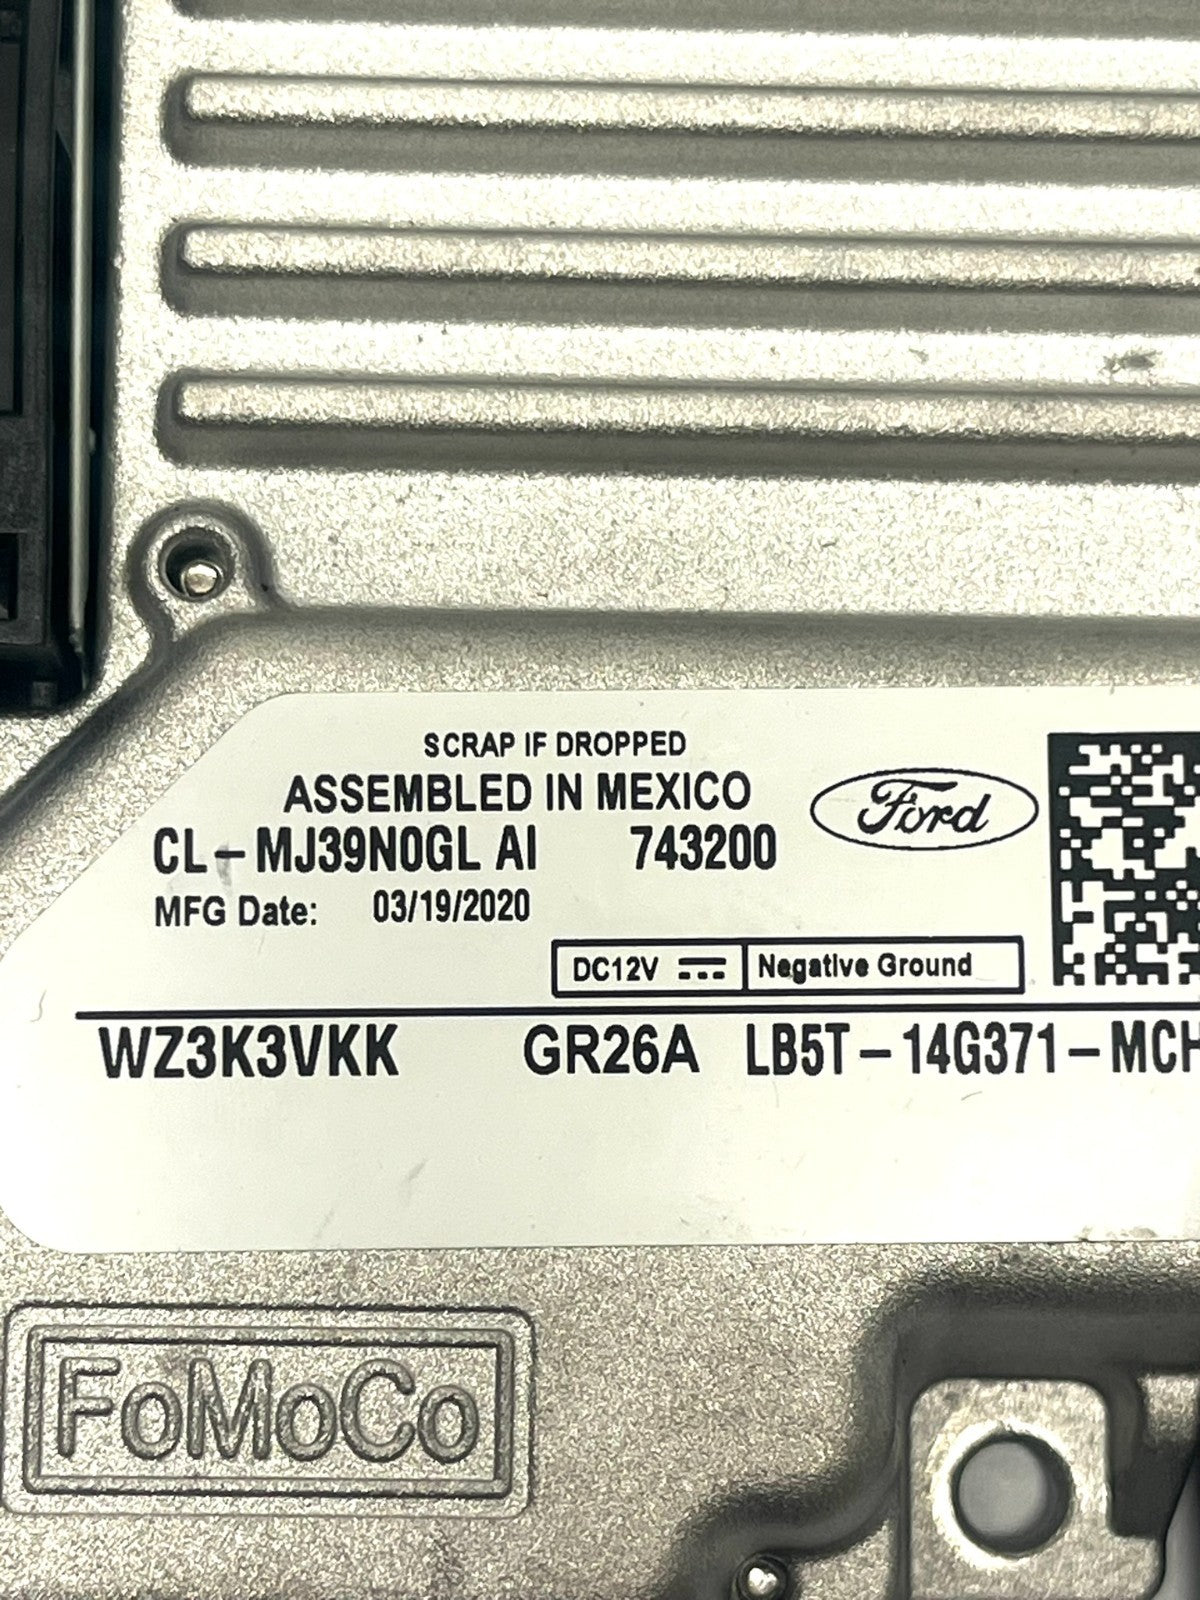 SCRAP IF DROPPED
ASSEMBLED IN MEXICO
Ford
CL-MJ39N0GL AI 743200
MFG Date: 03/19/2020
DC12V Negative Ground
WZ3K3VKK GR26A LB5T-14G371-MCH
FoMoCo